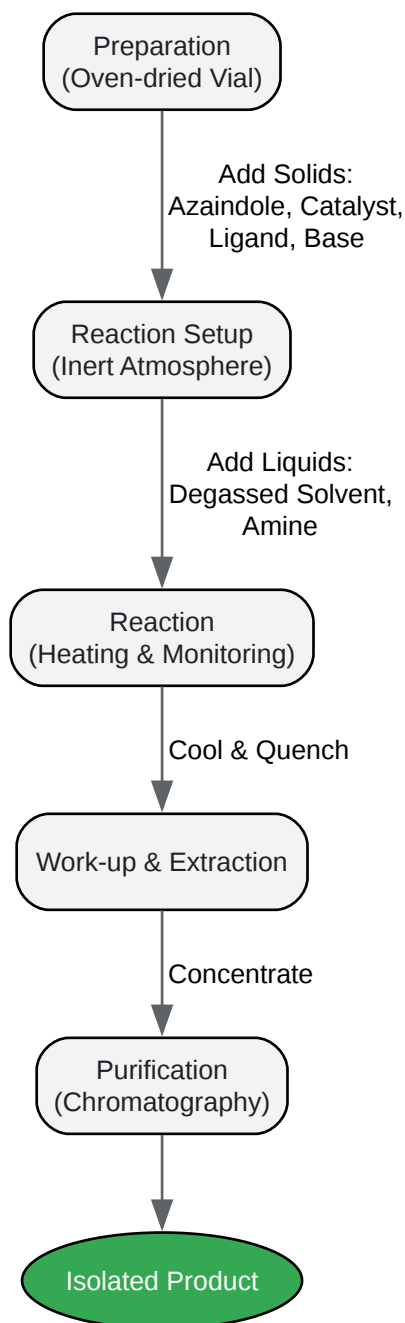 Preparation
(Oven-dried Vial)
Add Solids:
Azaindole, Catalyst,
Ligand, Base
Reaction Setup
(Inert Atmosphere)
Add Liquids:
Degassed Solvent,
Amine
Reaction
(Heating & Monitoring)
Cool & Quench
Work-up & Extraction
Concentrate
Purification
(Chromatography)
Isolated Product